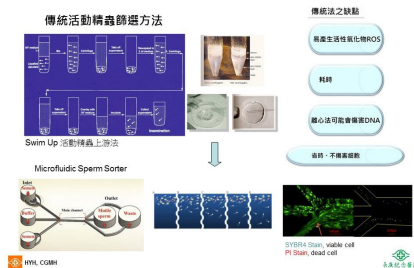 傳統活動精蟲篩選方法
Swim Up 活動精蟲上游法
傳統法之缺點
易產生活性氧化物ROS
耗時
離心法可能會傷害DNA
省時、不傷害細胞
Microfluidic Sperm Sorter
Inlet
Outlet
Buffer
Main channel
Motile
sperm
Waste
SYBR4 Stain, viable cell
PI Stain, dead cell
HYH, CGMH
長庚紀念醫